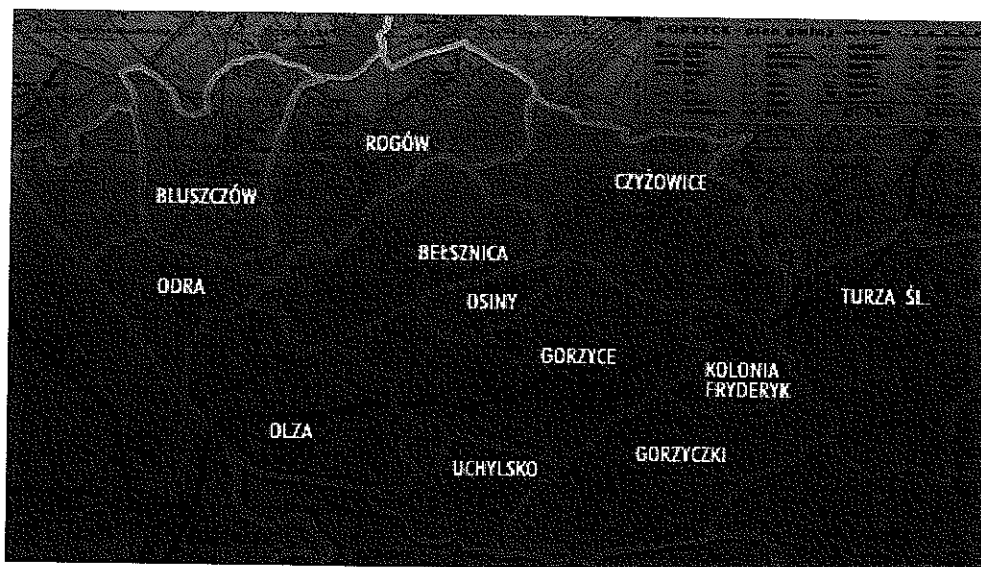 ROGÓW
CZYŻOWICE
BLUSZCZÓW
BEŁSZNICA
ODRA
OSINY
TURZA ŚL.
GORZYCE
KOLONIA
FRYDERYK
OLZA
GORZYCZKI
UCHYLSKO